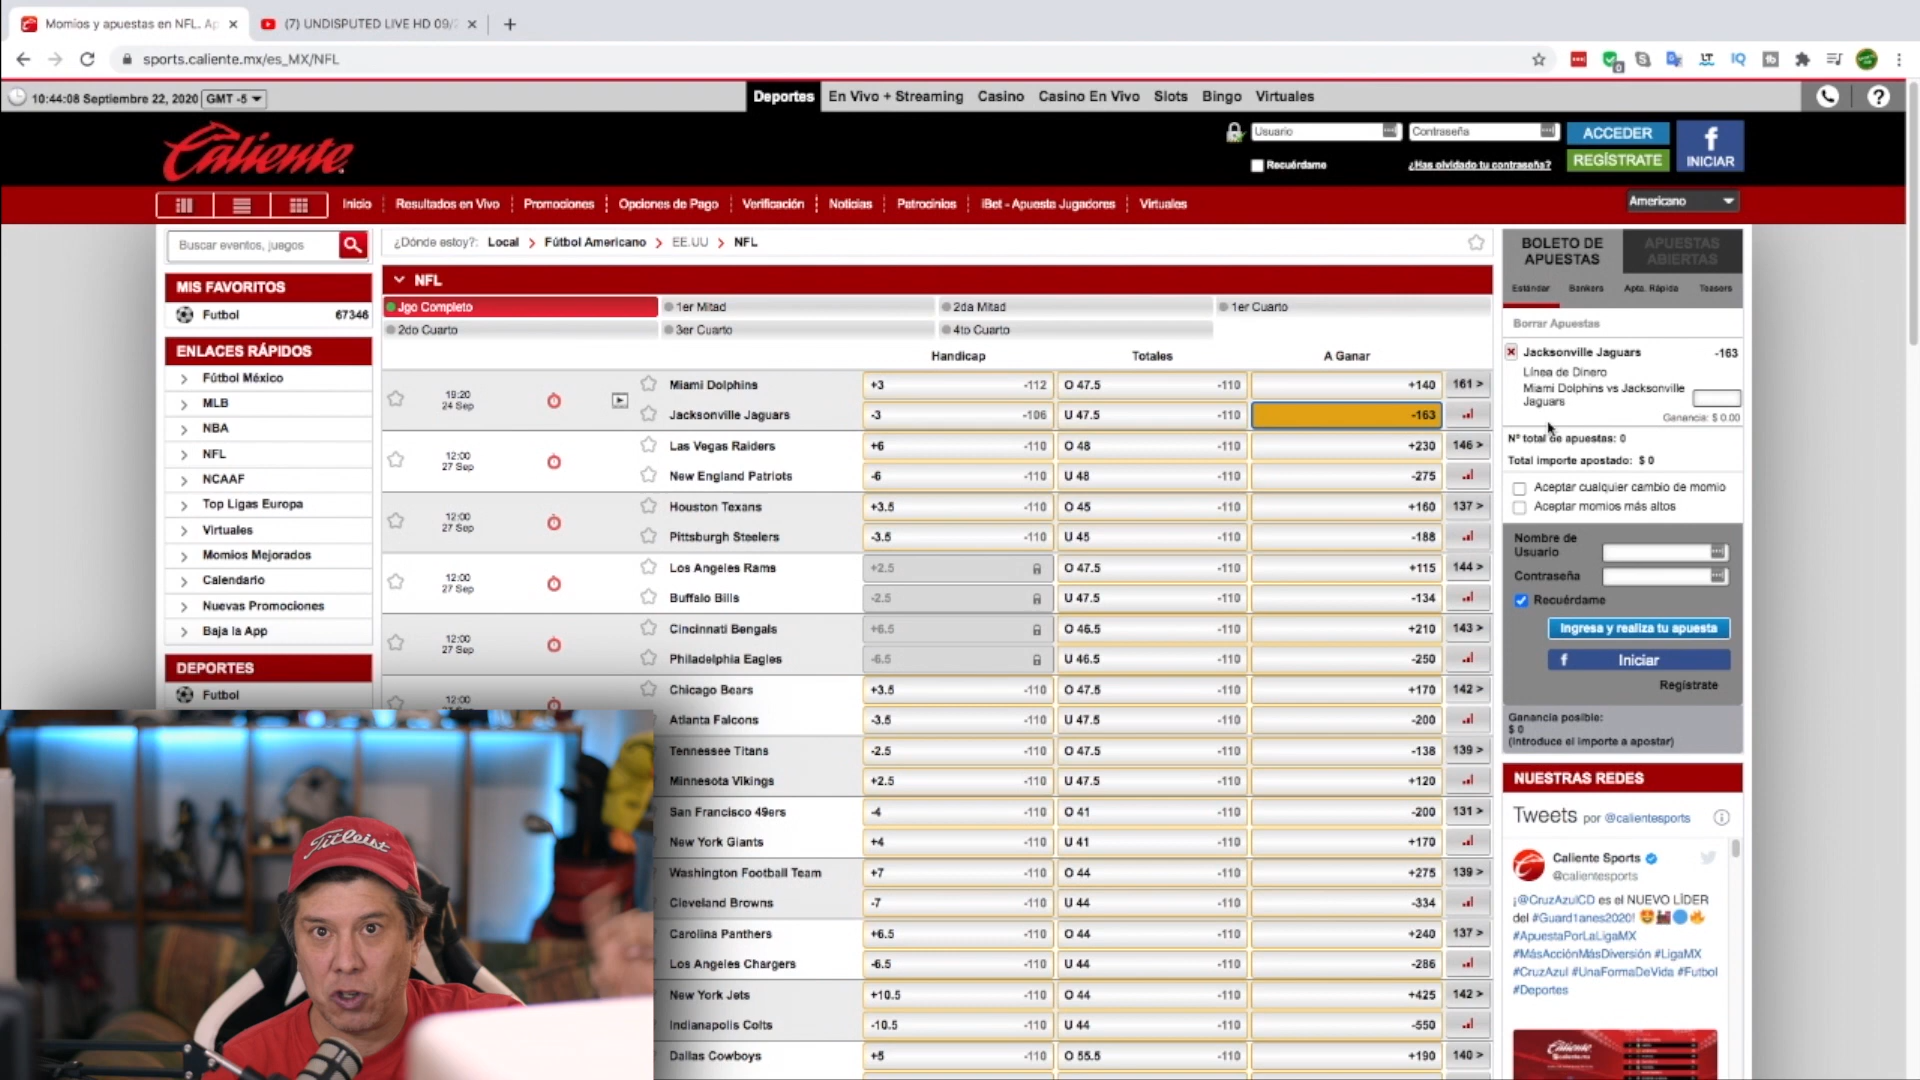 Momios y apuestas en NFL. Ap
(7) UNDISPUTED LIVE HD 09/2
sports.caliente.mx/es_MX/NFL
10:44:08 Septiembre 22, 2020 GMT -5
Deportes En Vivo + Streaming Casino Casino En Vivo Slots Bingo Virtuales
Caliente
Usuario Contraseña ACCEDER
Recuérdame ¿Has olvidado tu contraseña? REGÍSTRATE
f INICIAR
Inicio Resultados en Vivo Promociones Opciones de Pago Verificación Noticias Patrocinios iBet - Apuesta Jugadores Virtuales
Americano
Buscar eventos, juegos
MIS FAVORITOS
Futbol 67346
ENLACES RÁPIDOS
Fútbol México
MLB
NBA
NFL
NCAAF
Top Ligas Europa
Virtuales
Momios Mejorados
Calendario
Nuevas Promociones
Baja la App
DEPORTES
Futbol
¿Dónde estoy?: Local > Fútbol Americano > EE.UU > NFL
NFL
Jgo Completo 1er Mitad 2da Mitad 1er Cuarto
2do Cuarto 3er Cuarto 4to Cuarto
Handicap Totales A Ganar
19:20 24 Sep
Miami Dolphins +3 -112 O 47.5 -110 +140 161 >
Jacksonville Jaguars -3 -106 U 47.5 -110 -163
12:00 27 Sep
Las Vegas Raiders +6 -110 O 48 -110 +230 146 >
New England Patriots -6 -110 U 48 -110 -275
12:00 27 Sep
Houston Texans +3.5 -110 O 45 -110 +160 137 >
Pittsburgh Steelers -3.5 -110 U 45 -110 -188
12:00 27 Sep
Los Angeles Rams +2.5 O 47.5 -110 +115 144 >
Buffalo Bills -2.5 U 47.5 -110 -134
12:00 27 Sep
Cincinnati Bengals +6.5 O 46.5 -110 +210 143 >
Philadelphia Eagles -6.5 U 46.5 -110 -250
12:00
Chicago Bears +3.5 -110 O 47.5 -110 +170 142 >
Atlanta Falcons -3.5 -110 U 47.5 -110 -200
Tennessee Titans -2.5 -110 O 47.5 -110 -138 139 >
Minnesota Vikings +2.5 -110 U 47.5 -110 +120
San Francisco 49ers -4 -110 O 41 -110 -200 131 >
New York Giants +4 -110 U 41 -110 +170
Washington Football Team +7 -110 O 44 -110 +275 139 >
Cleveland Browns -7 -110 U 44 -110 -334
Carolina Panthers +6.5 -110 O 44 -110 +240 137 >
Los Angeles Chargers -6.5 -110 U 44 -110 -286
New York Jets +10.5 -110 O 44 -110 +425 142 >
Indianapolis Colts -10.5 -110 U 44 -110 -550
Dallas Cowboys +5 -110 O 55.5 -110 +190 140 >
BOLETO DE APUESTAS
APUESTAS ABIERTAS
Estándar Bankers Apta. Rápida Teasers
Borrar Apuestas
Jacksonville Jaguars -163
Línea de Dinero
Miami Dolphins vs Jacksonville
Jaguars
Ganancia: $ 0.00
Nº total de apuestas: 0
Total importe apostado: $ 0
Aceptar cualquier cambio de momio
Aceptar momios más altos
Nombre de
Usuario
Contraseña
Recuérdame
Ingresa y realiza tu apuesta
f Iniciar
Regístrate
Ganancia posible:
$ 0
(Introduce el importe a apostar)
NUESTRAS REDES
Tweets por @calientesports
Caliente Sports
@calientesports
¡@CruzAzulCD es el NUEVO LÍDER
del #Guard1anes2020!
#ApuestaPorLaLigaMX
#MásAcciónMásDiversión #LigaMX
#CruzAzul #UnaFormaDeVida #Futbol
#Deportes
Caliente
Titleist